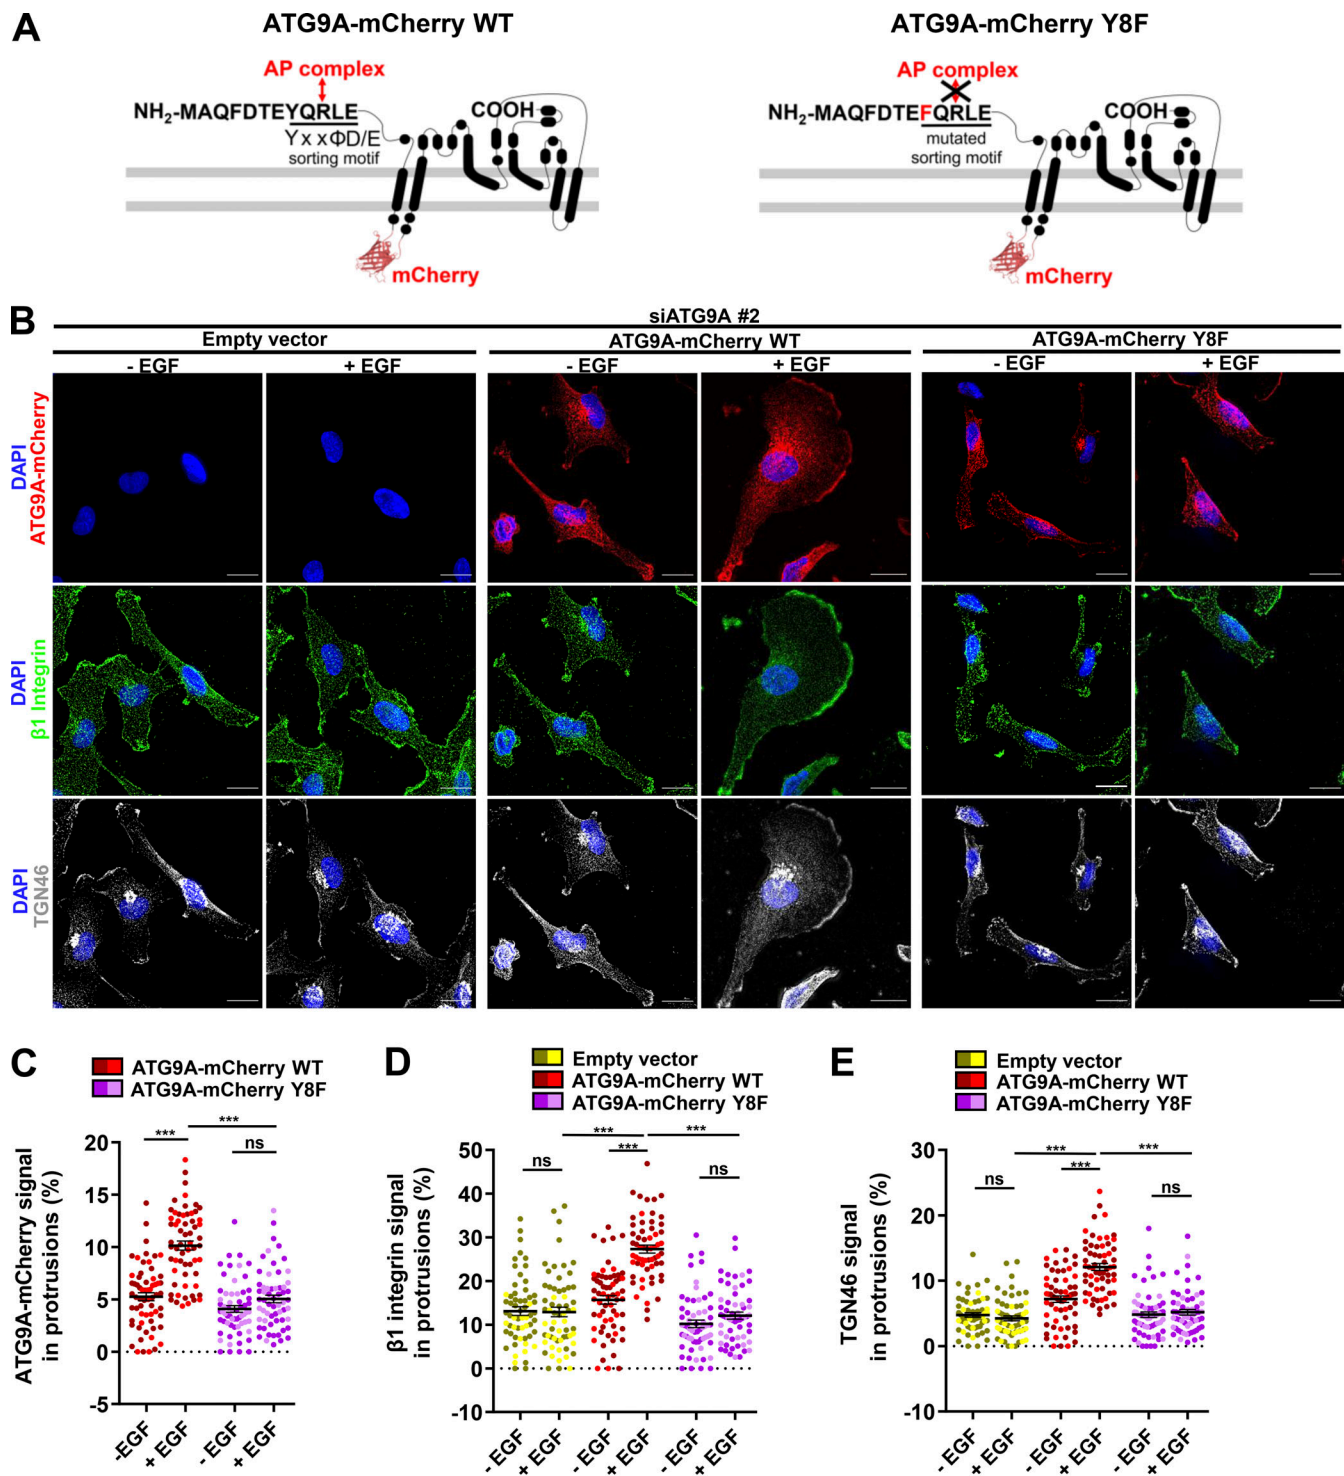 A
ATG9A-mCherry WT
ATG9A-mCherry Y8F
AP complex
NH2-MAQFDTEYQRLE
COOH
Y x x ΦD/E
sorting motif
mCherry
AP complex
NH2-MAQFDTEFQRLE
COOH
mutated
sorting motif
mCherry
B
siATG9A #2
Empty vector
ATG9A-mCherry WT
ATG9A-mCherry Y8F
- EGF
+ EGF
- EGF
+ EGF
- EGF
+ EGF
DAPI
ATG9A-mCherry
DAPI
β1 Integrin
DAPI
TGN46
C
ATG9A-mCherry WT
ATG9A-mCherry Y8F
ATG9A-mCherry signal
in protrusions (%)
20
15
10
5
0
-5
***
***
ns
-EGF
+ EGF
- EGF
+ EGF
D
Empty vector
ATG9A-mCherry WT
ATG9A-mCherry Y8F
β1 integrin signal
in protrusions (%)
50
40
30
20
10
0
-10
ns
***
***
***
ns
- EGF
+ EGF
- EGF
+ EGF
- EGF
+ EGF
E
Empty vector
ATG9A-mCherry WT
ATG9A-mCherry Y8F
TGN46 signal
in protrusions (%)
30
20
10
0
-10
ns
***
***
***
ns
- EGF
+ EGF
- EGF
+ EGF
- EGF
+ EGF